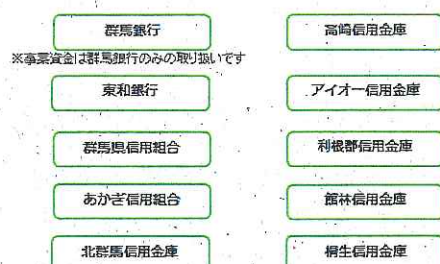 群馬銀行
高崎信用金庫
※事業資金は群馬銀行のみの取り扱いです
東和銀行
アイオー信用金庫
群馬県信用組合
利根郡信用金庫
あかぎ信用組合
館林信用金庫
北群馬信用金庫
桐生信用金庫